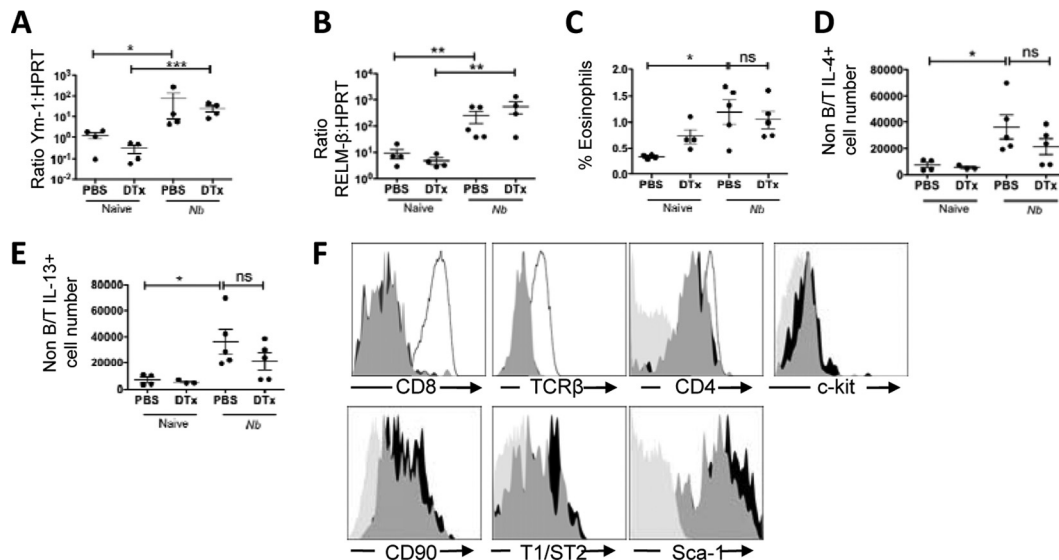 A
Ratio Ym-1:HPRT
10³
10²
10¹
10⁰
10⁻¹
10⁻²
*
***
PBS DTx PBS DTx
Naive Nb
B
Ratio
RELM-B:HPRT
10⁴
10³
10²
10¹
10⁰
**
**
PBS DTx PBS DTx
Naive Nb
C
% Eosinophils
2.0
1.5
1.0
0.5
0.0
*
ns
PBS DTx PBS DTx
Naive Nb
D
Non B/T IL-4+
cell number
80000
60000
40000
20000
0
*
ns
PBS DTx PBS DTx
Naive Nb
E
Non B/T IL-13+
cell number
80000
60000
40000
20000
0
*
ns
PBS DTx PBS DTx
Naive Nb
F
CD8 TCRβ CD4 c-kit
CD90 T1/ST2 Sca-1